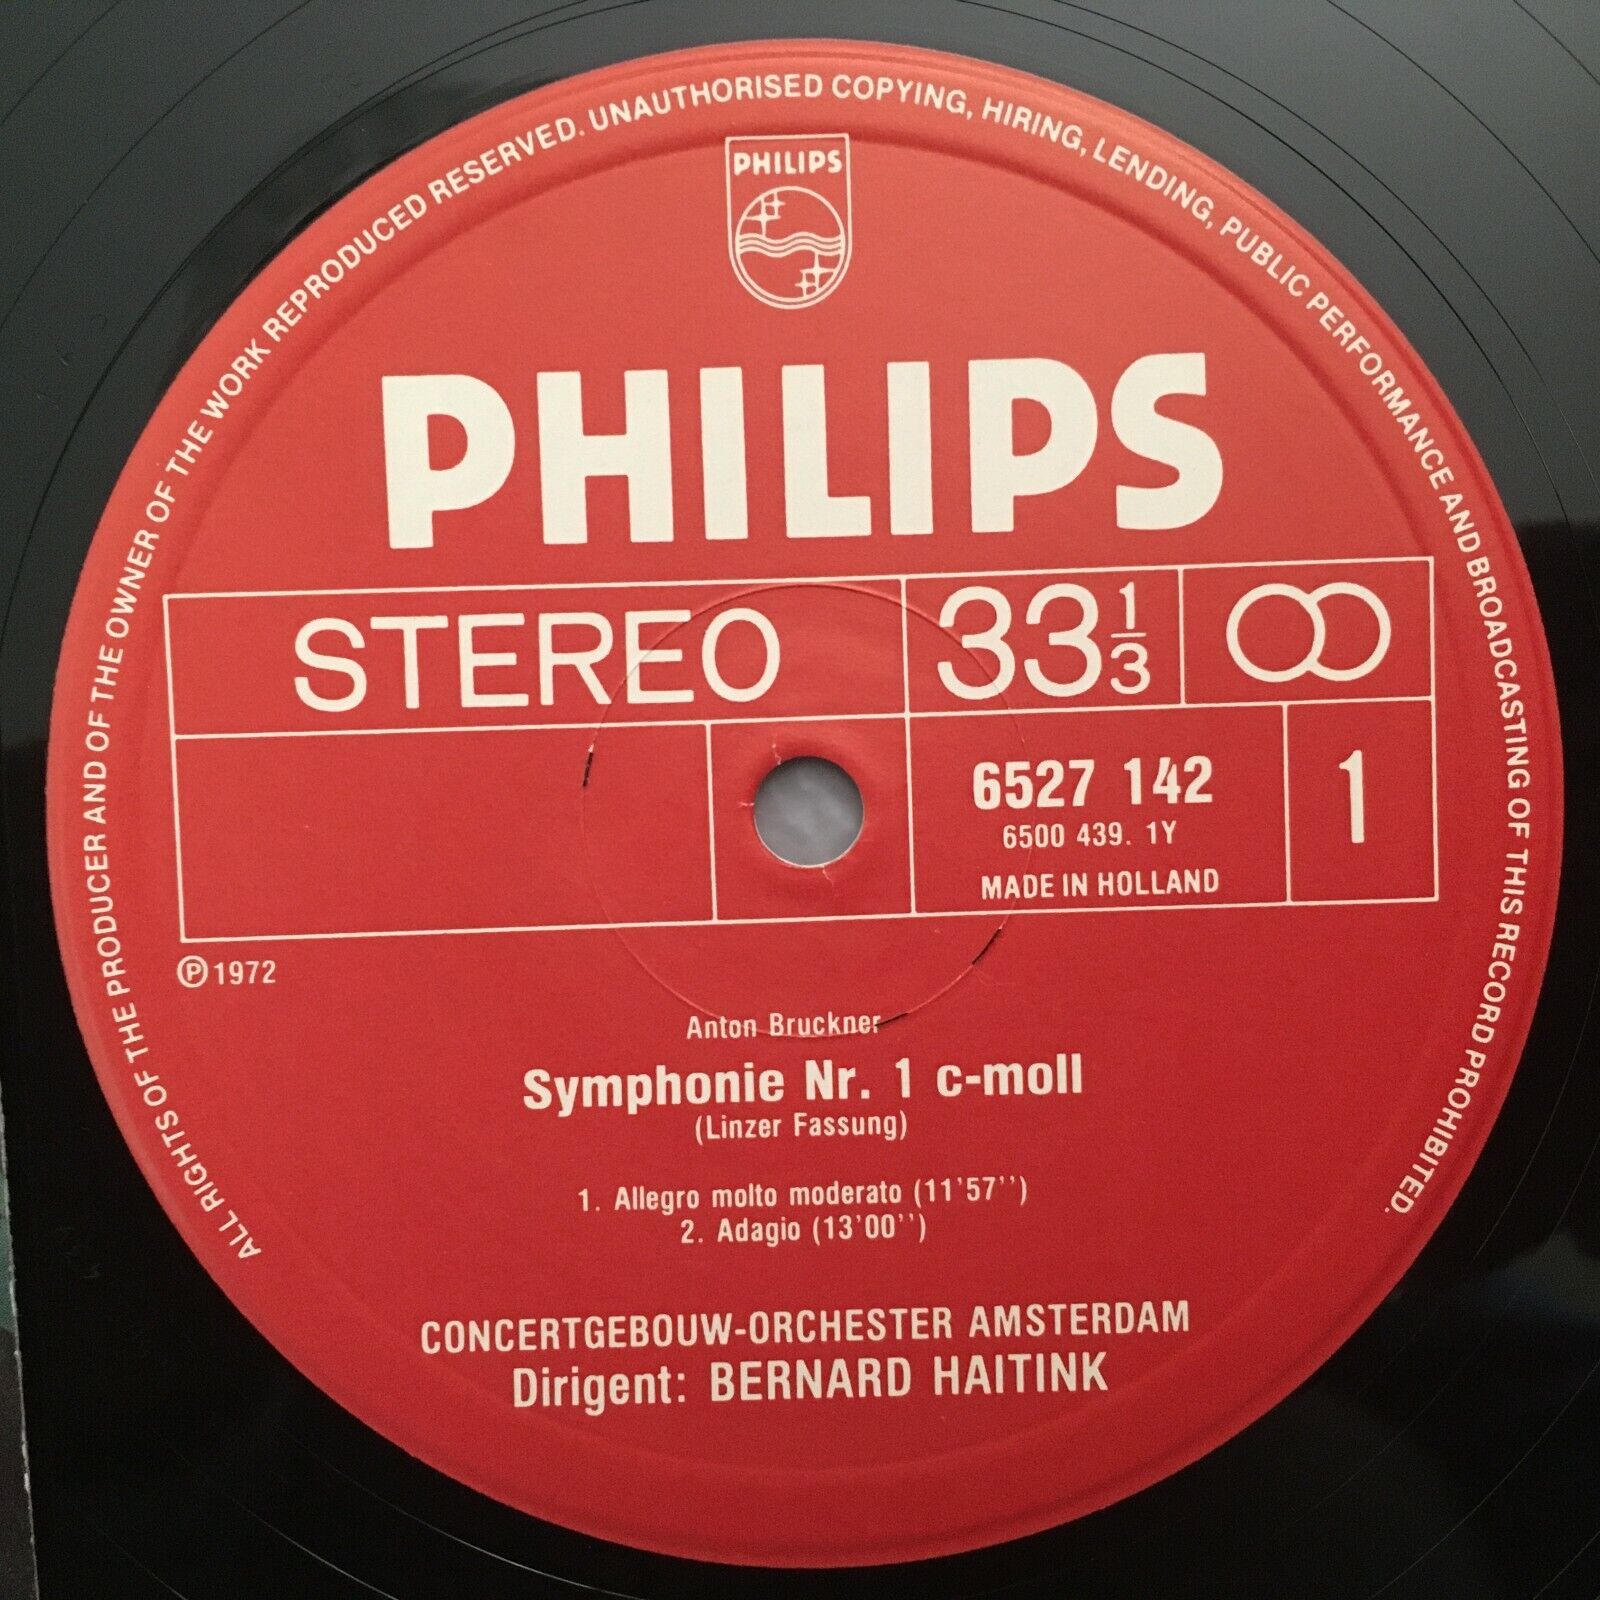 ALL RIGHTS OF THE PRODUCER AND OF THE OWNER OF THE WORK REPRODUCED RESERVED. UNAUTHORISED COPYING, HIRING, LENDING, PUBLIC PERFORMANCE AND BROADCASTING OF THIS RECORD PROHIBITED.
PHILIPS
PHILIPS
STEREO 33 1/3
6527 142 1
6500 439. 1Y
MADE IN HOLLAND
℗ 1972
Anton Bruckner
Symphonie Nr. 1 c-moll
(Linzer Fassung)
1. Allegro molto moderato (11'57'')
2. Adagio (13'00'')
CONCERTGEBOUW-ORCHESTER AMSTERDAM
Dirigent: BERNARD HAITINK